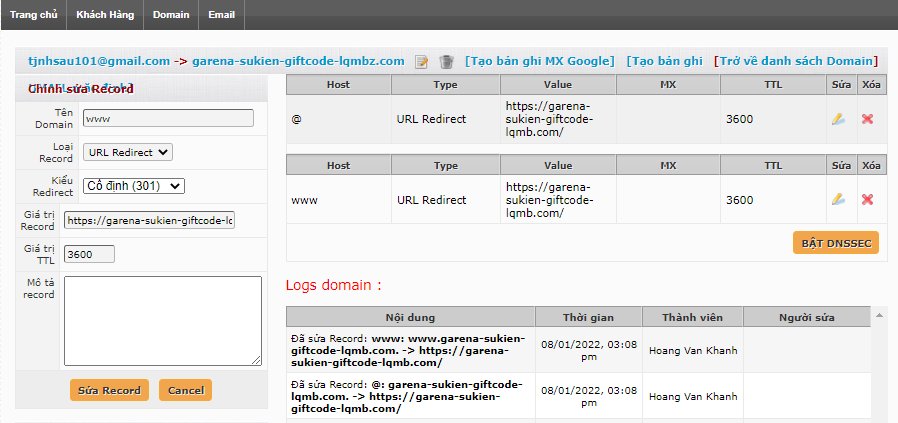 Trang chủ Khách Hàng Domain Email
tjnhsau101@gmail.com -> garena-sukien-giftcode-lqmbz.com [Tạo bản ghi MX Google] [Tạo bản ghi [Trở về danh sách Domain]
Chỉnh sửa Record
Tên
Domain
www
Loại
Record
URL Redirect
Kiểu
Redirect
Cố định (301)
Giá trị
Record
https://garena-sukien-giftcode-lq
Giá trị
TTL
3600
Mô tả
record
Sửa Record Cancel
Host Type Value MX TTL Sửa Xóa
@ URL Redirect
https://garena-
sukien-giftcode-
lqmb.com/
3600
Host Type Value MX TTL Sửa Xóa
www URL Redirect
https://garena-
sukien-giftcode-
lqmb.com/
3600
BẬT DNSSEC
Logs domain :
Nội dung Thời gian Thành viên Người sửa
Đã sửa Record: www: www.garena-sukien-
giftcode-lqmb.com. -> https://garena-
sukien-giftcode-lqmb.com/
08/01/2022, 03:08
pm
Hoang Van Khanh
Đã sửa Record: @: garena-sukien-giftcode-
lqmb.com. -> https://garena-sukien-
giftcode-lqmb.com/
08/01/2022, 03:08
pm
Hoang Van Khanh